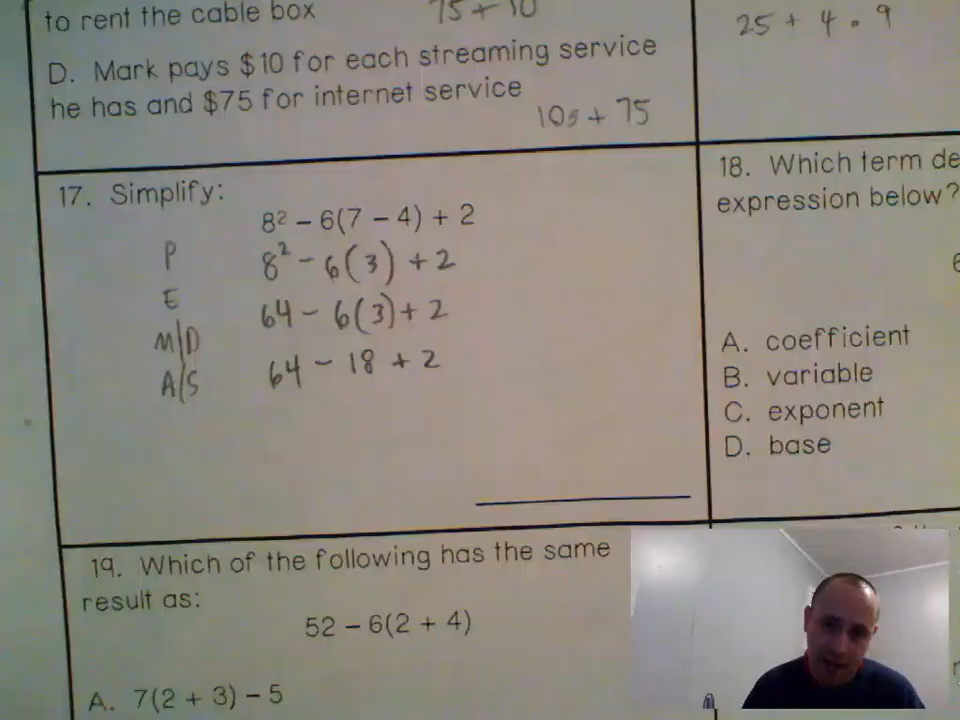 to rent the cable box
75 + 10
D. Mark pays $10 for each streaming service
he has and $75 for internet service
10s + 75
25 + 4 · 9
17. Simplify:
8² – 6(7 – 4) + 2
P
8² – 6(3) + 2
E
64 – 6(3) + 2
M/D
64 – 18 + 2
A/S
18. Which term de
expression below?
6
A. coefficient
B. variable
C. exponent
D. base
19. Which of the following has the same
result as:
52 – 6(2 + 4)
A. 7(2 + 3) – 5